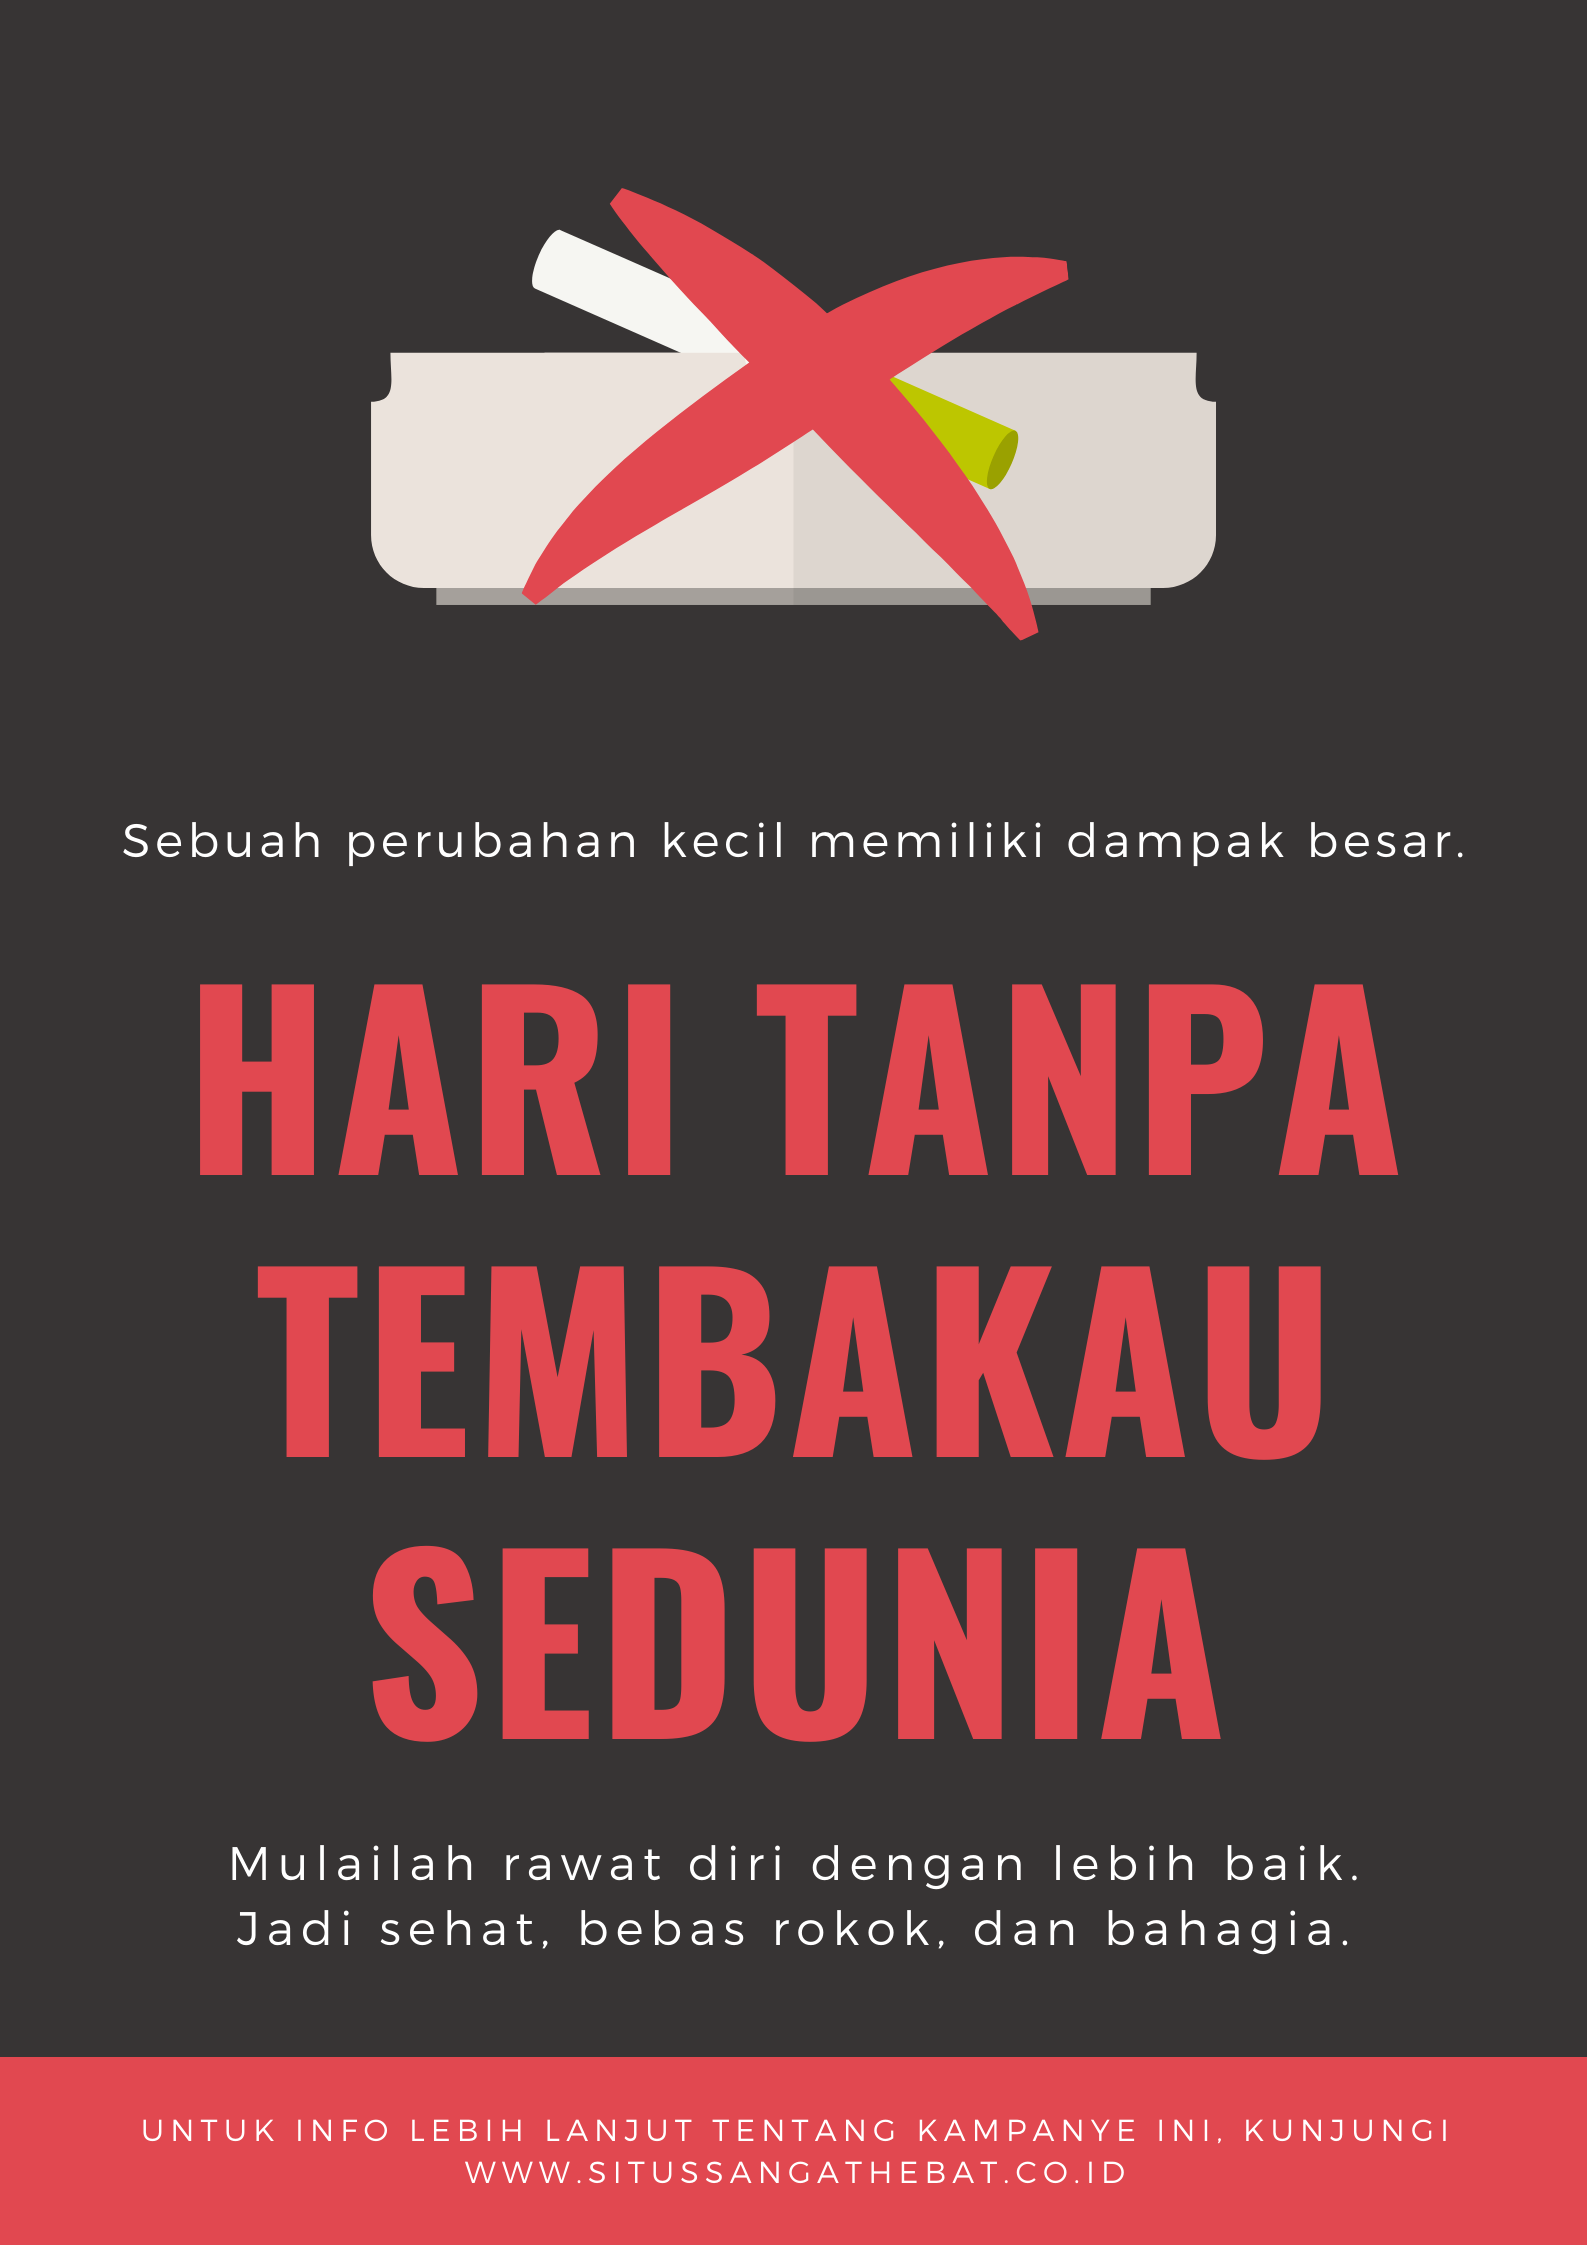 Sebuah perubahan kecil memiliki dampak besar.
HARI TANPA
TEMBAKAU
SEDUNIA
Mulailah rawat diri dengan lebih baik.
Jadi sehat, bebas rokok, dan bahagia.
UNTUK INFO LEBIH LANJUT TENTANG KAMPANYE INI, KUNJUNGI
WWW.SITUSSANGATHEBAT.CO.ID